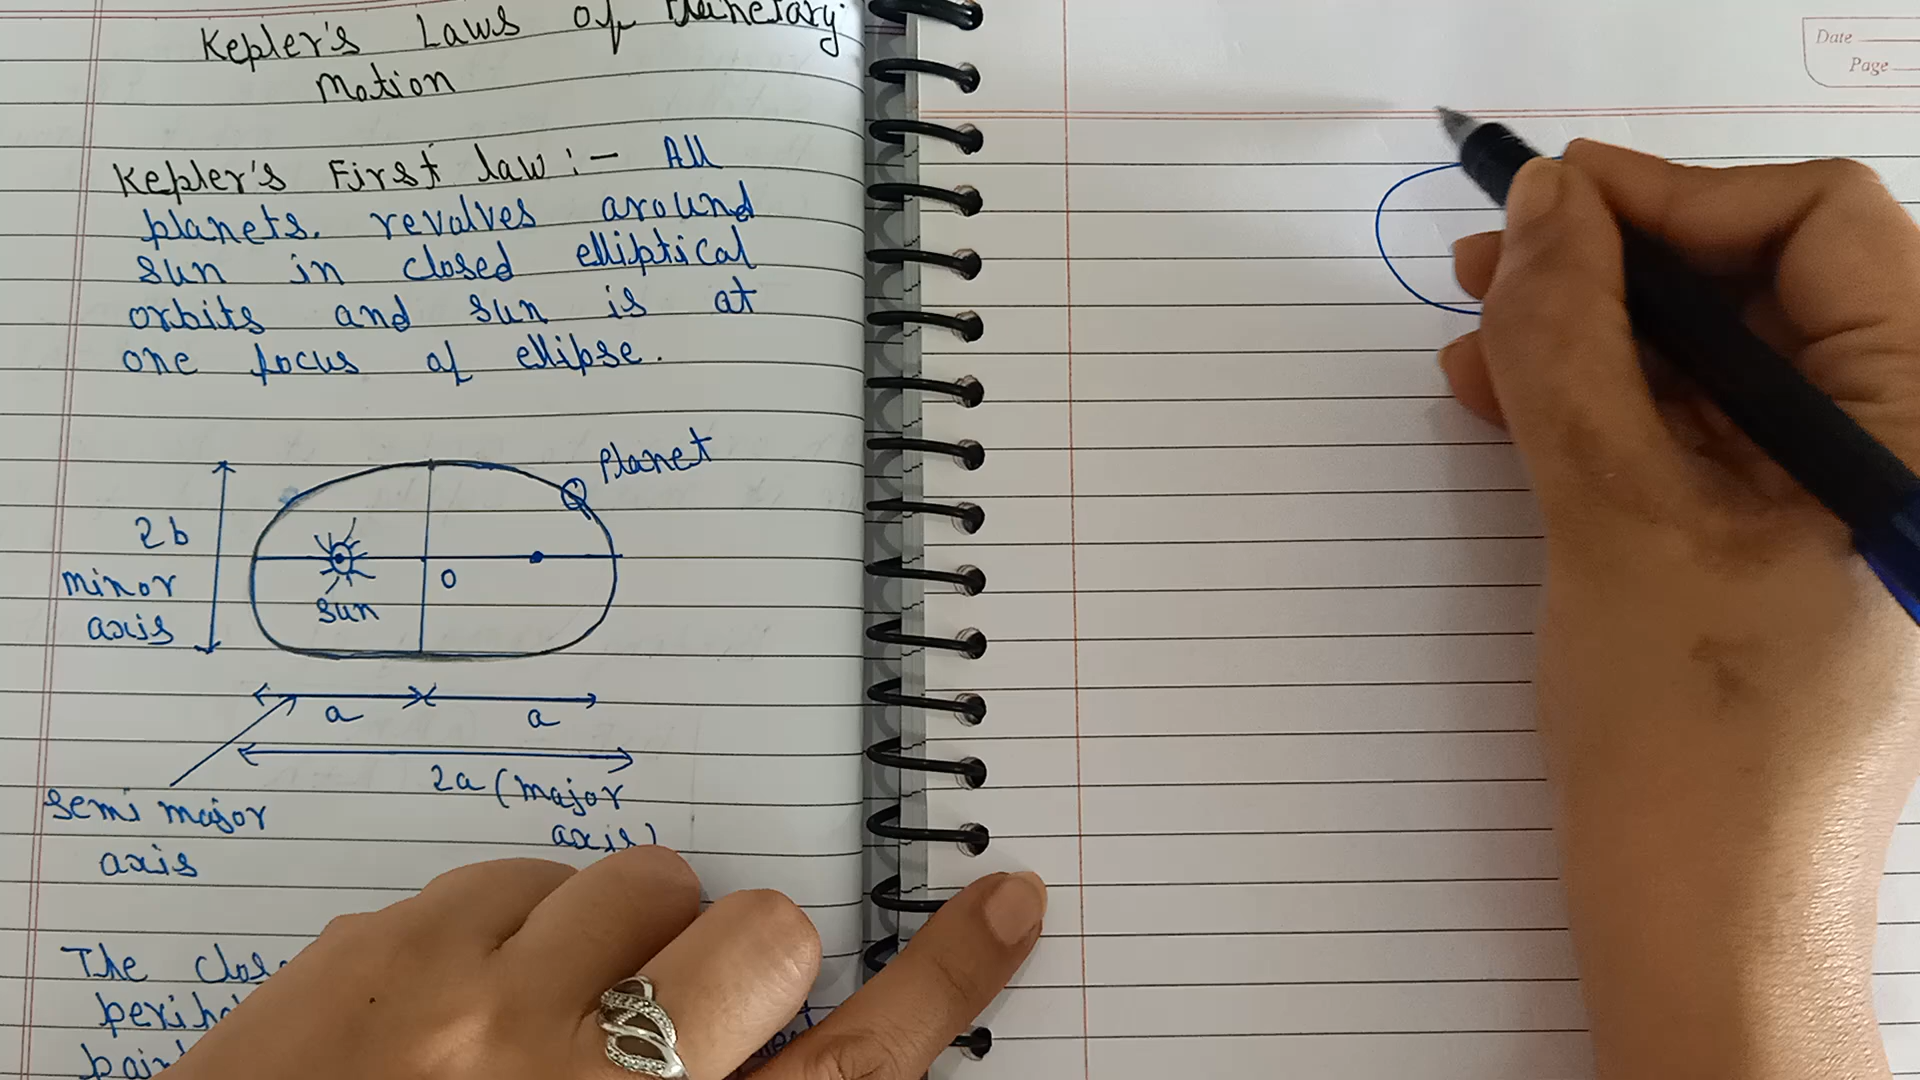 Kepler's Laws of Planetary
Motion
Kepler's First law :- All
planets. revolves around
sun in closed elliptical
orbits and sun is at
one focus of ellipse.
Planet
2b
minor
axis
O
sun
a a
2a (major
axis)
semi major
axis
The
Date
Page